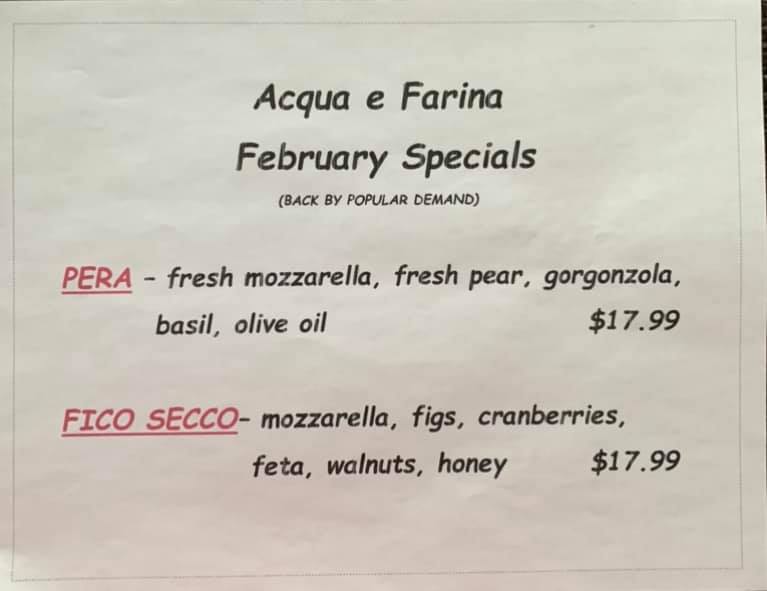 Acqua e Farina
February Specials
(BACK BY POPULAR DEMAND)
PERA - fresh mozzarella, fresh pear, gorgonzola,
basil, olive oil $17.99
FICO SECCO- mozzarella, figs, cranberries,
feta, walnuts, honey $17.99